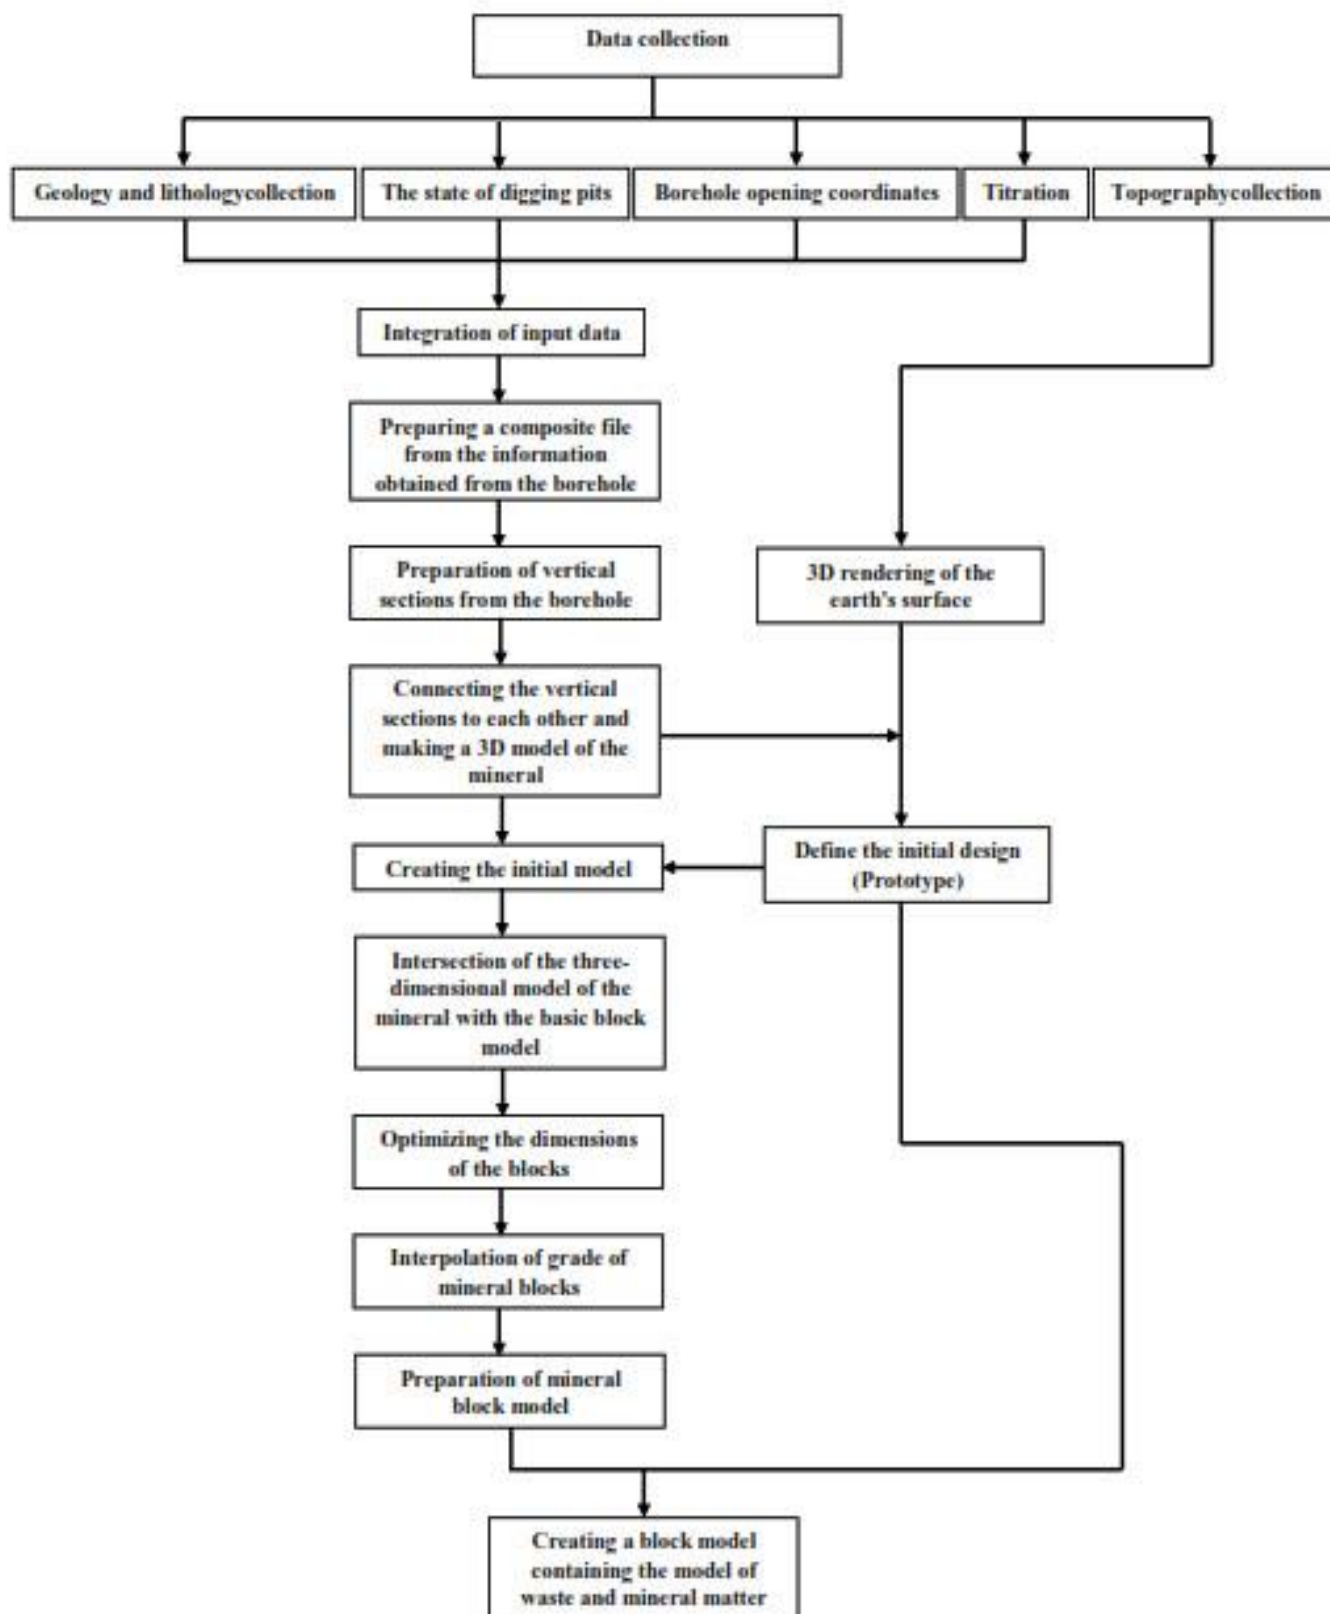 Data collection
Geology and lithologycollection
The state of digging pits
Borehole opening coordinates
Titration
Topographycollection
Integration of input data
Preparing a composite file
from the information
obtained from the borehole
Preparation of vertical
sections from the borehole
3D rendering of the
earth's surface
Connecting the vertical
sections to each other and
making a 3D model of the
mineral
Define the initial design
(Prototype)
Creating the initial model
Intersection of the three-
dimensional model of the
mineral with the basic block
model
Optimizing the dimensions
of the blocks
Interpolation of grade of
mineral blocks
Preparation of mineral
block model
Creating a block model
containing the model of
waste and mineral matter